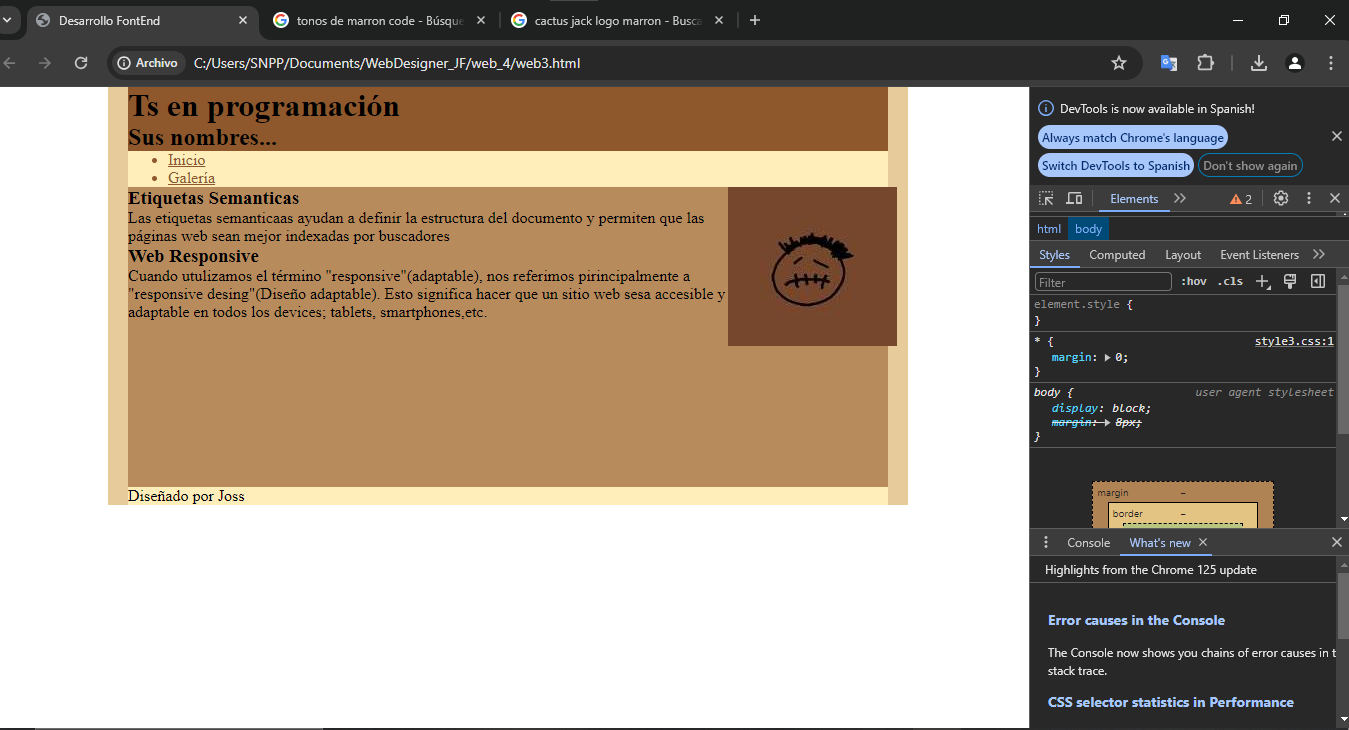 Desarrollo FontEnd
tonos de marron code - Búsque
cactus jack logo marron - Busca
Archivo
C:/Users/SNPP/Documents/WebDesigner_JF/web_4/web3.html
Ts en programación
Sus nombres...
Inicio
Galería
Etiquetas Semanticas
Las etiquetas semanticaas ayudan a definir la estructura del documento y permiten que las
páginas web sean mejor indexadas por buscadores
Web Responsive
Cuando utulizamos el término "responsive"(adaptable), nos referimos pirincipalmente a
"responsive desing"(Diseño adaptable). Esto significa hacer que un sitio web sesa accesible y
adaptable en todos los devices; tablets, smartphones,etc.
Diseñado por Joss
DevTools is now available in Spanish!
Always match Chrome's language
Switch DevTools to Spanish
Don't show again
Elements
2
html
body
Styles
Computed
Layout
Event Listeners
Filter
:hov
.cls
element.style {
}
* {
style3.css:1
margin: 0;
}
body {
user agent stylesheet
display: block;
margin: 8px;
}
margin
-
border
-
Console
What's new
Highlights from the Chrome 125 update
Error causes in the Console
The Console now shows you chains of error causes in t
stack trace.
CSS selector statistics in Performance